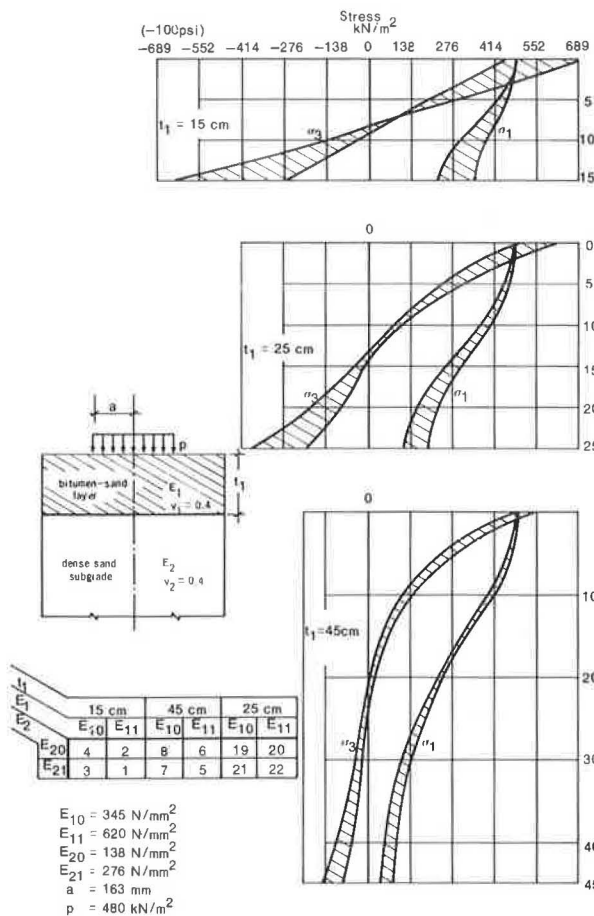 Stress
(-100psi) kN/m²
-689 -552 -414 -276 -138 0 138 276 414 552 689
t₁ = 15 cm
σ₃
σ₁
5
10
15
0
t₁ = 25 cm
σ₃
σ₁
0
5
10
15
20
25
a
p
bitumen-sand layer
E₁
ν₁ = 0.4
t₁
dense sand subgrade
E₂
ν₂ = 0.4
0
t₁=45cm
σ₃
σ₁
0
10
20
30
40
45
t₁
E₁
E₂
15 cm 45 cm 25 cm
E₁₀ E₁₁ E₁₀ E₁₁ E₁₀ E₁₁
E₂₀ 4 2 8 6 19 20
E₂₁ 3 1 7 5 21 22
E₁₀ = 345 N/mm²
E₁₁ = 620 N/mm²
E₂₀ = 138 N/mm²
E₂₁ = 276 N/mm²
a = 163 mm
p = 480 kN/m²